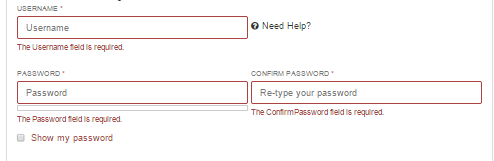 USERNAME *
Username
Need Help?
The Username field is required.
PASSWORD *
CONFIRM PASSWORD *
Password
Re-type your password
The Password field is required.
The ConfirmPassword field is required.
Show my password